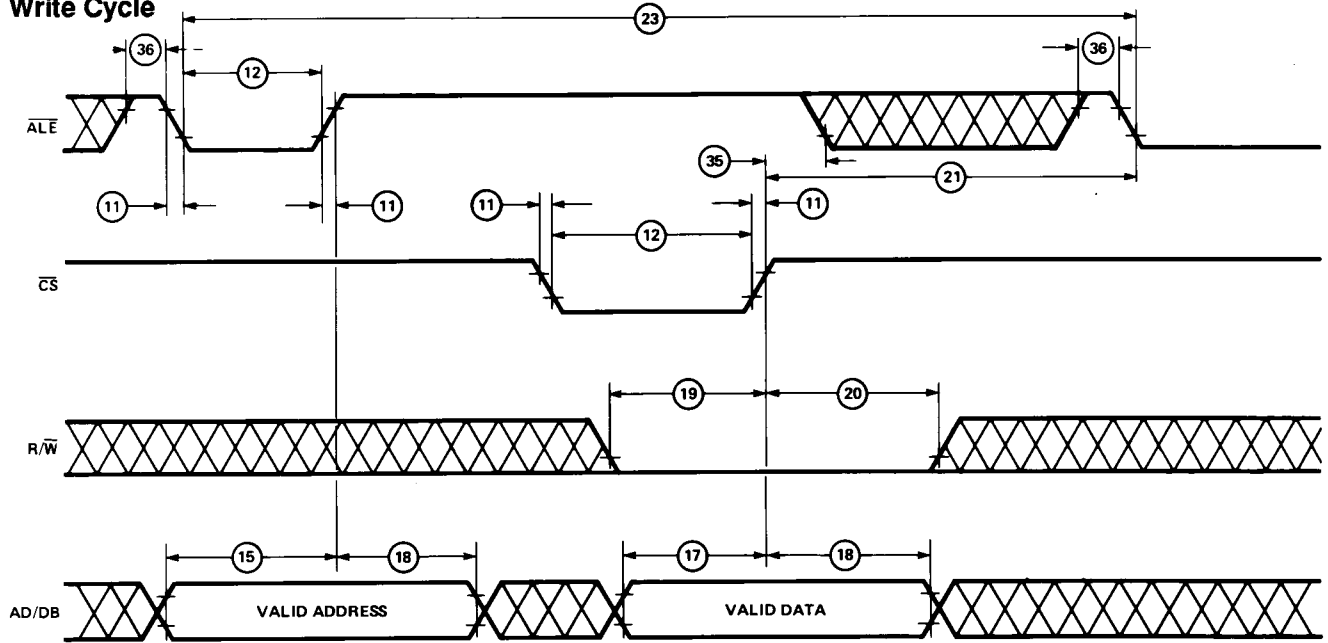 Write Cycle
23
36
12
36
ALE
35
21
11
11
11
11
12
CS
19
20
R/W
15
18
17
18
AD/DB
VALID ADDRESS
VALID DATA